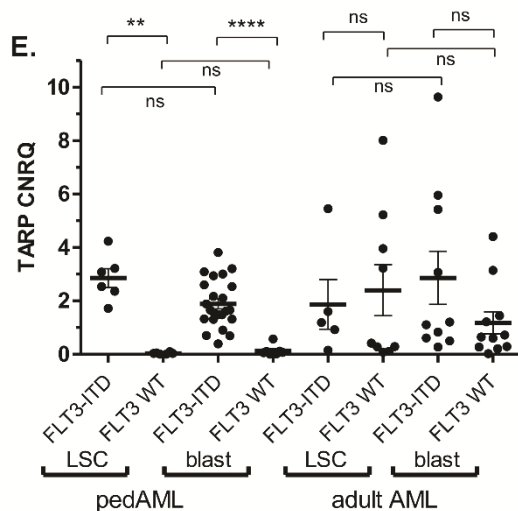 E.
** **** ns ns
ns ns
ns ns
TARP CNRQ
10
8
6
4
2
0
FLT3-ITD FLT3 WT FLT3-ITD FLT3 WT FLT3-ITD FLT3 WT FLT3-ITD FLT3 WT
LSC blast LSC blast
pedAML adult AML